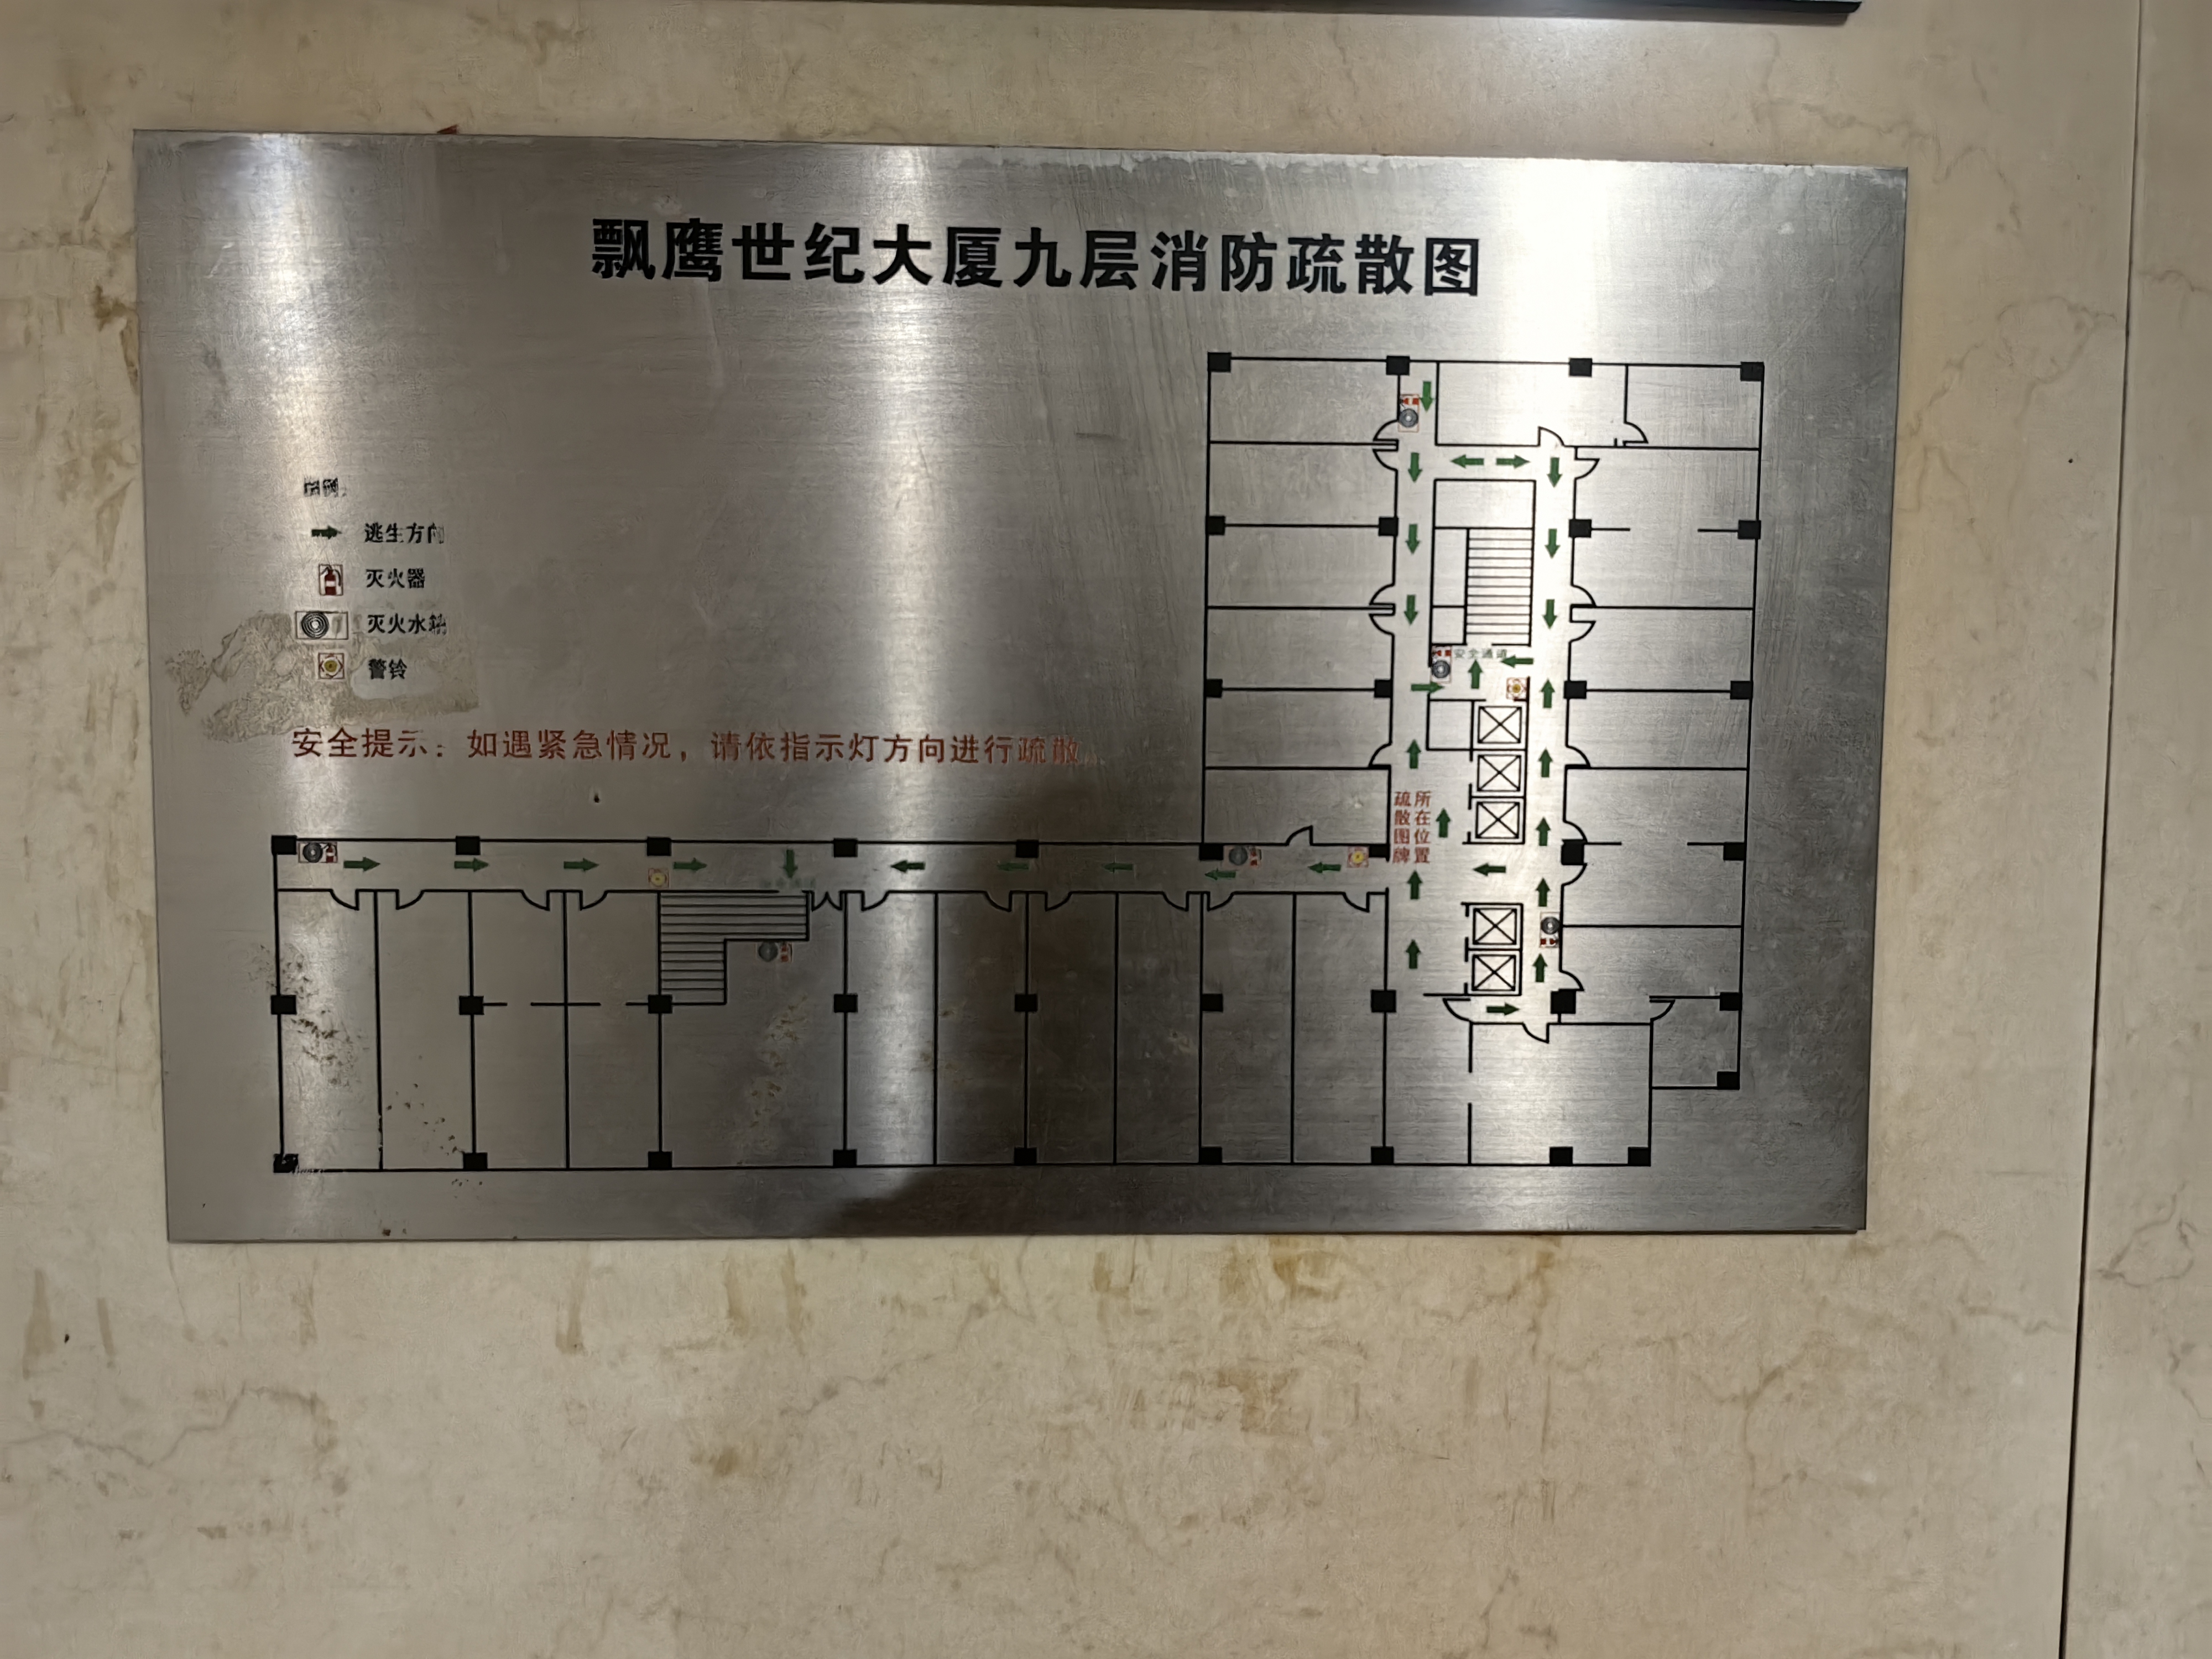 飘鹰世纪大厦九层消防疏散图
图例:
逃生方向
灭火器
灭火水
警铃
安全提示：如遇紧急情况，请依指示灯方向进行疏散
安全通道
疏散图牌
所在位置